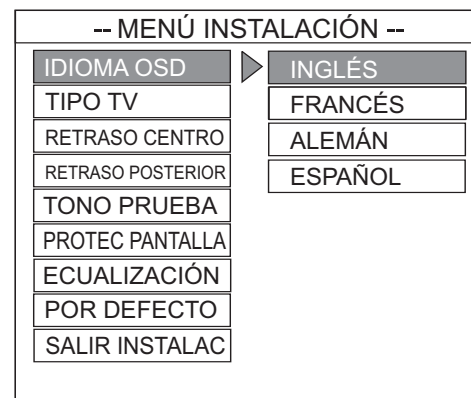 -- MENÚ INSTALACIÓN --
IDIOMA OSD
TIPO TV
RETRASO CENTRO
RETRASO POSTERIOR
TONO PRUEBA
PROTEC PANTALLA
ECUALIZACIÓN
POR DEFECTO
SALIR INSTALAC
INGLÉS
FRANCÉS
ALEMÁN
ESPAÑOL